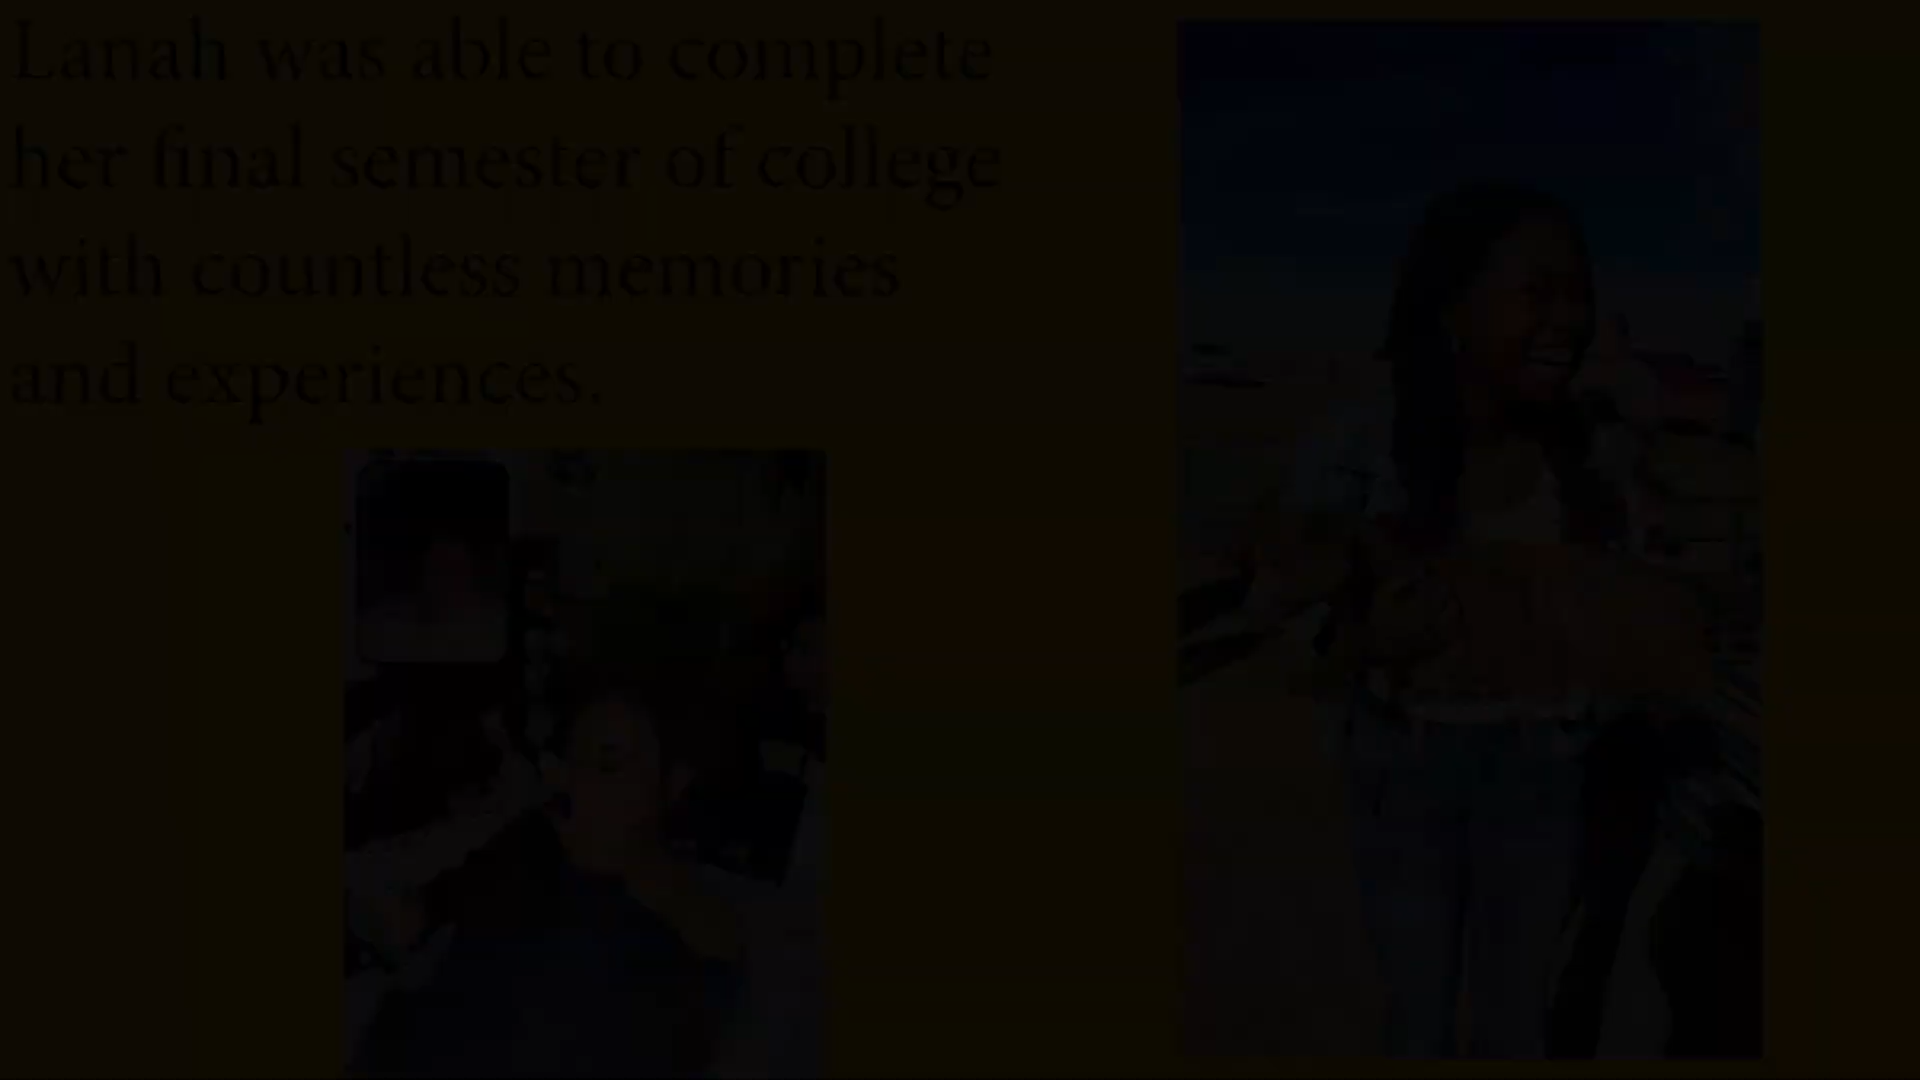 Lanah was able to complete
her final semester of college
with countless memories
and experiences.